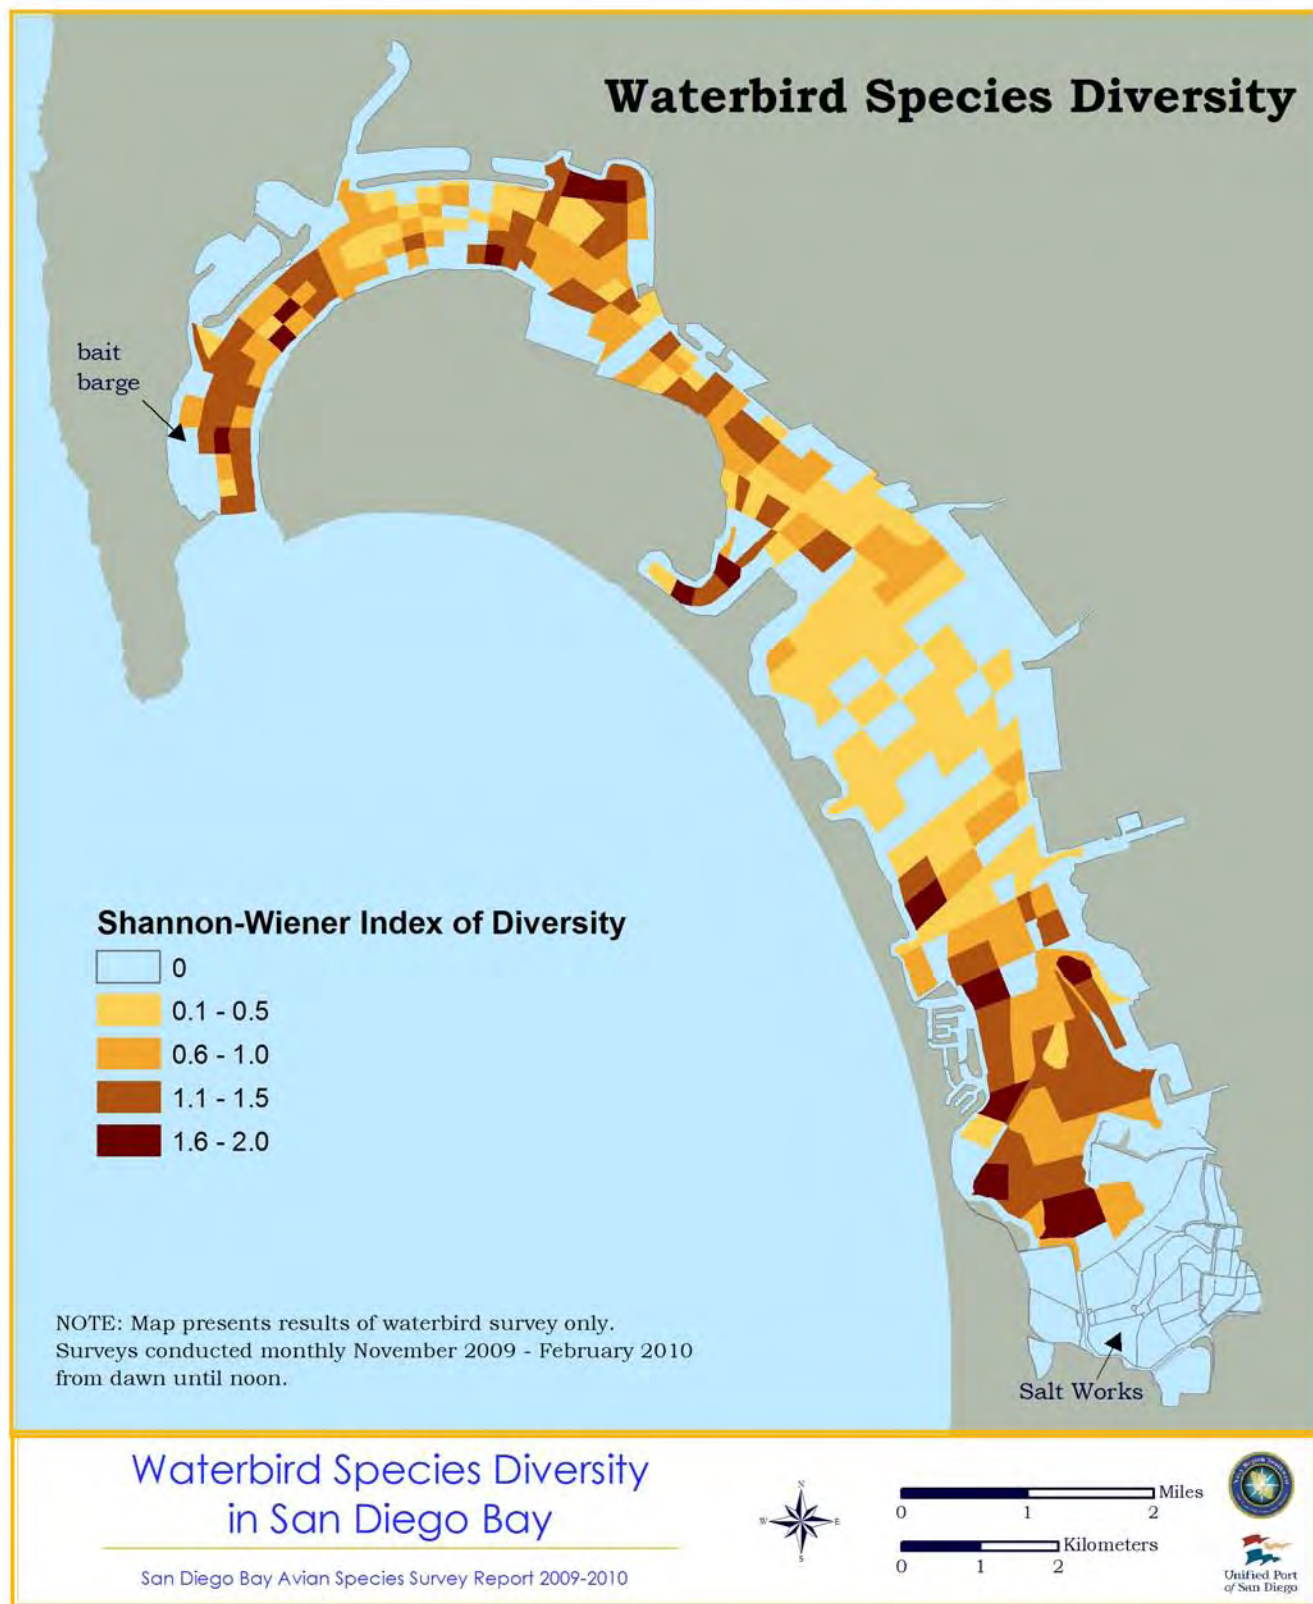 Waterbird Species Diversity
bait
barge
Shannon-Wiener Index of Diversity
0
0.1 - 0.5
0.6 - 1.0
1.1 - 1.5
1.6 - 2.0
NOTE: Map presents results of waterbird survey only.
Surveys conducted monthly November 2009 - February 2010
from dawn until noon.
Salt Works
Waterbird Species Diversity
in San Diego Bay
San Diego Bay Avian Species Survey Report 2009-2010
N
W E
S
Miles
0 1 2
Kilometers
0 1 2
Unified Port
of San Diego